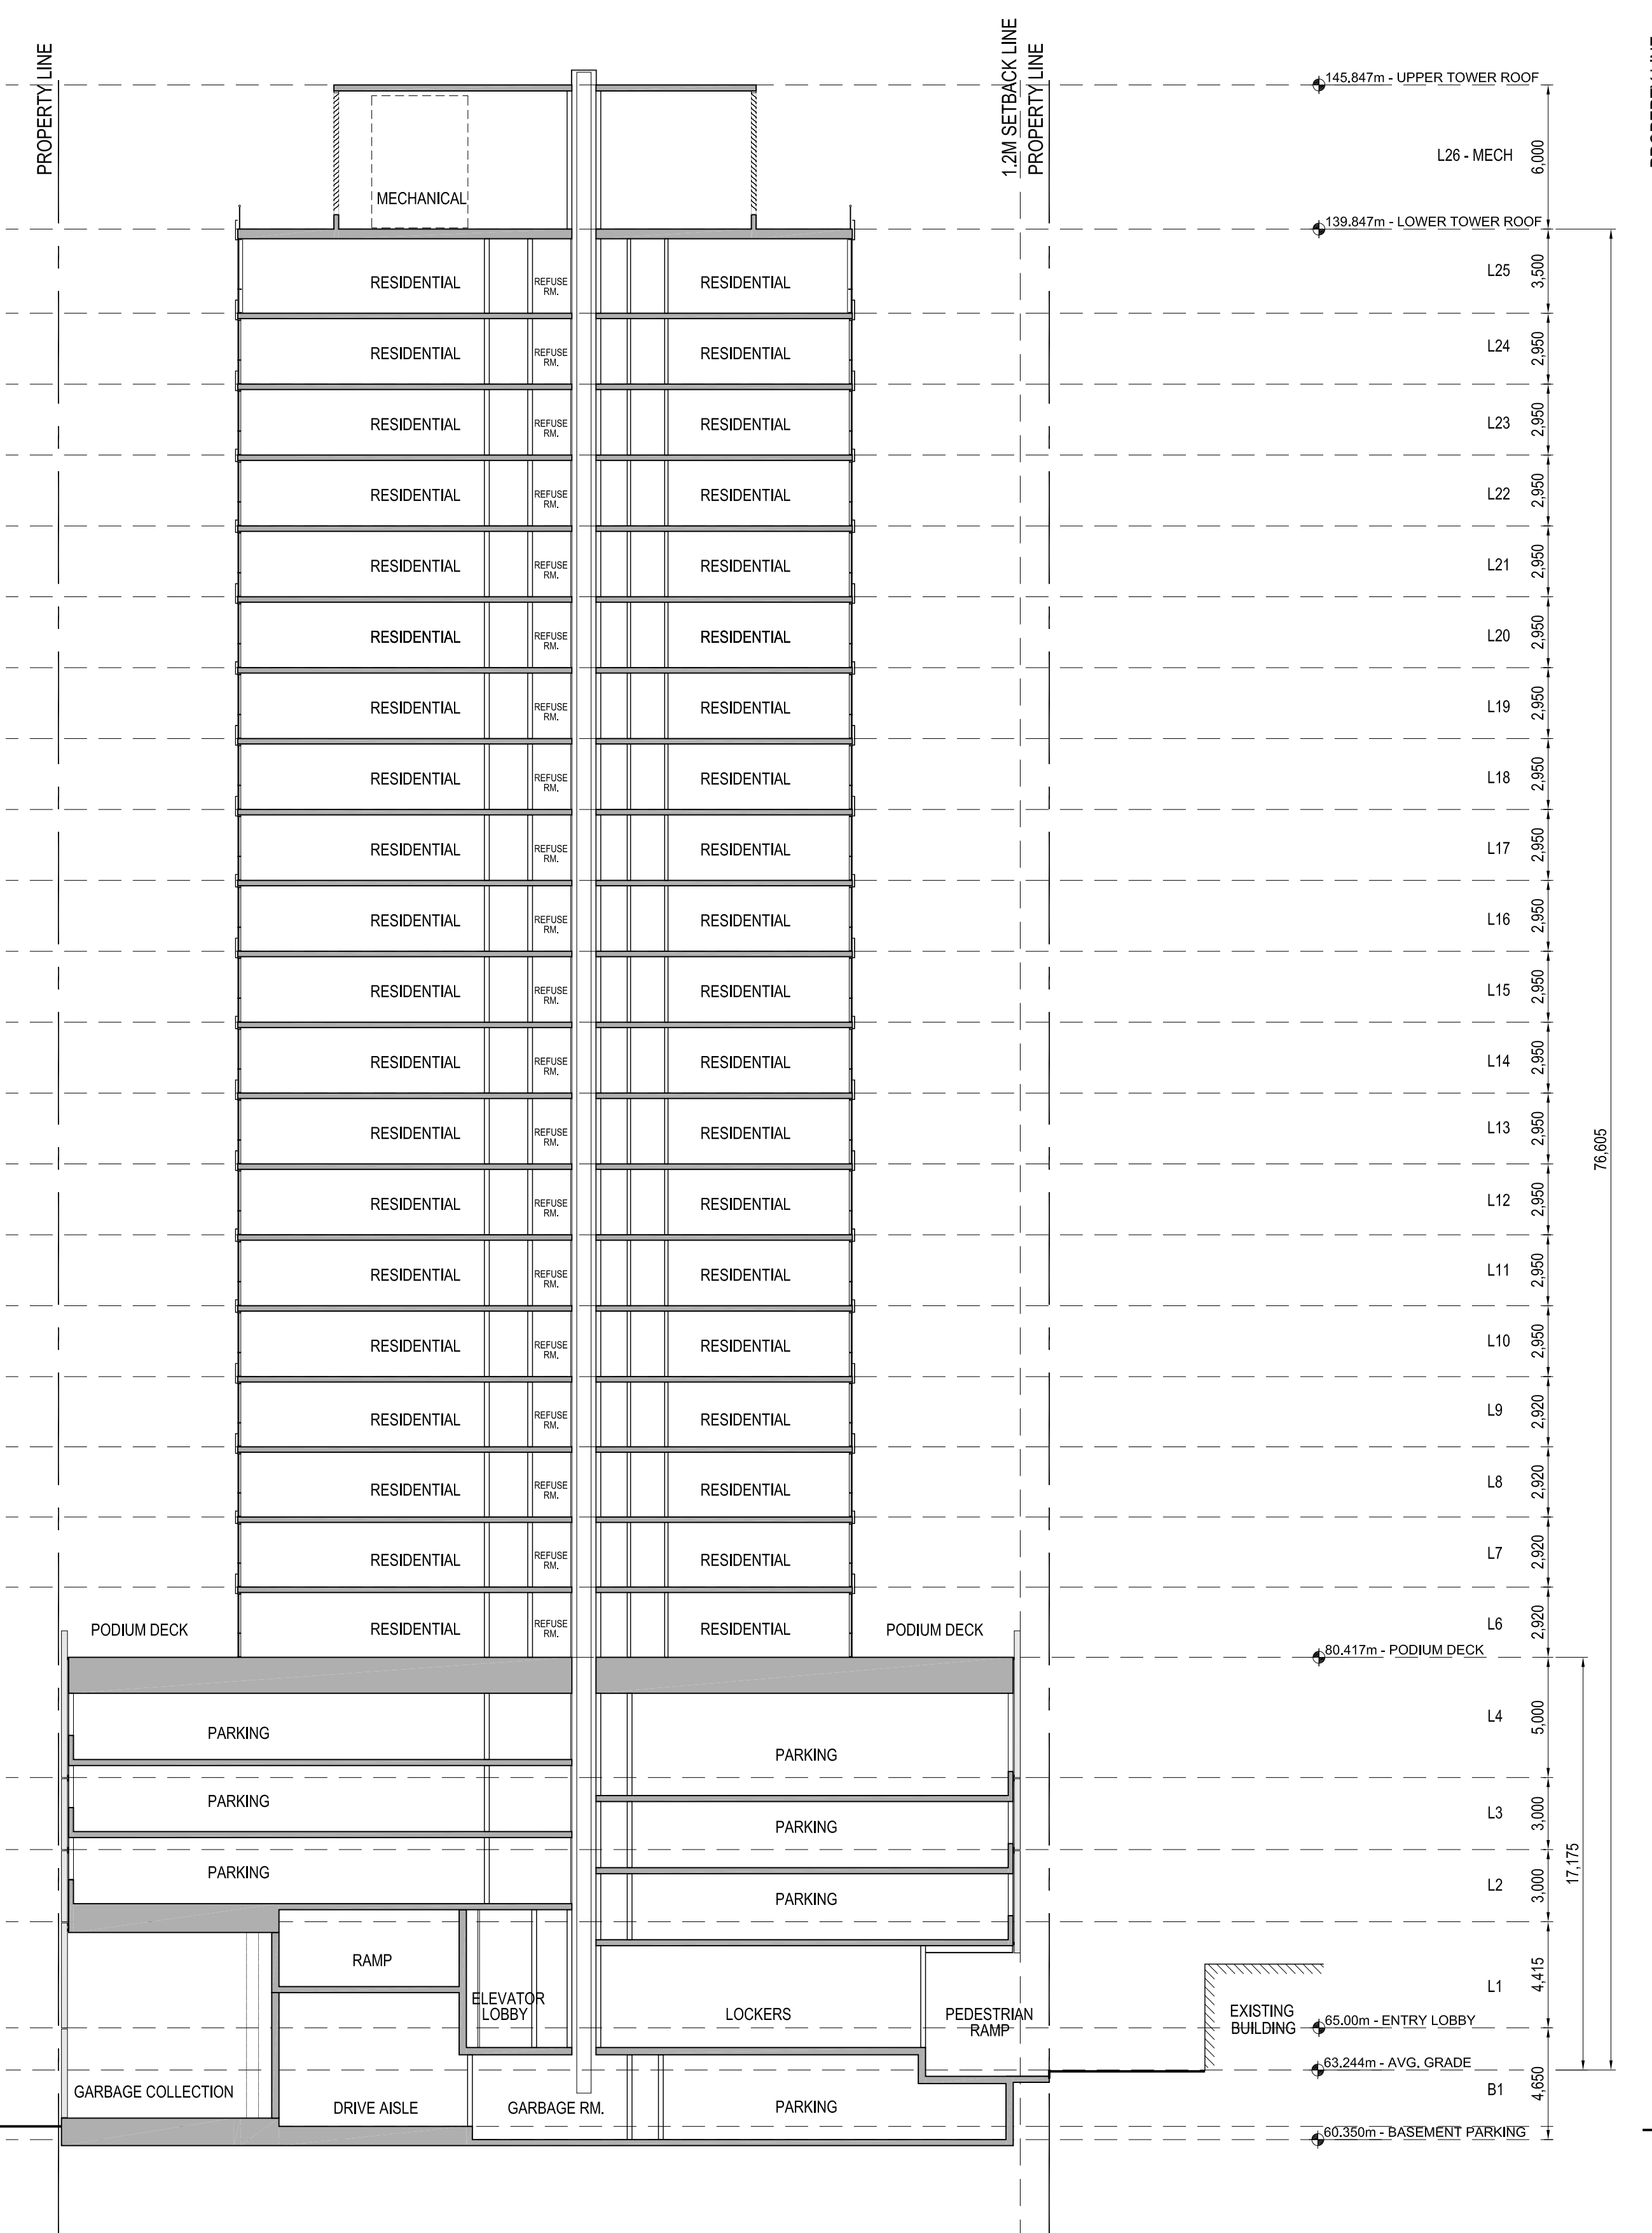 PROPERTY LINE
1.2M SETBACK LINE
PROPERTY LINE
145.847m - UPPER TOWER ROOF
L26 - MECH 6,000
MECHANICAL
139.847m - LOWER TOWER ROOF
RESIDENTIAL REFUSE RM. RESIDENTIAL L25 3,500
RESIDENTIAL REFUSE RM. RESIDENTIAL L24 2,950
RESIDENTIAL REFUSE RM. RESIDENTIAL L23 2,950
RESIDENTIAL REFUSE RM. RESIDENTIAL L22 2,950
RESIDENTIAL REFUSE RM. RESIDENTIAL L21 2,950
RESIDENTIAL REFUSE RM. RESIDENTIAL L20 2,950
RESIDENTIAL REFUSE RM. RESIDENTIAL L19 2,950
RESIDENTIAL REFUSE RM. RESIDENTIAL L18 2,950
RESIDENTIAL REFUSE RM. RESIDENTIAL L17 2,950
RESIDENTIAL REFUSE RM. RESIDENTIAL L16 2,950
RESIDENTIAL REFUSE RM. RESIDENTIAL L15 2,950
RESIDENTIAL REFUSE RM. RESIDENTIAL L14 2,950
RESIDENTIAL REFUSE RM. RESIDENTIAL L13 2,950
76,605
RESIDENTIAL REFUSE RM. RESIDENTIAL L12 2,950
RESIDENTIAL REFUSE RM. RESIDENTIAL L11 2,950
RESIDENTIAL REFUSE RM. RESIDENTIAL L10 2,950
RESIDENTIAL REFUSE RM. RESIDENTIAL L9 2,920
RESIDENTIAL REFUSE RM. RESIDENTIAL L8 2,920
RESIDENTIAL REFUSE RM. RESIDENTIAL L7 2,920
PODIUM DECK RESIDENTIAL REFUSE RM. RESIDENTIAL PODIUM DECK L6 2,920
80.417m - PODIUM DECK
PARKING PARKING L4 5,000
PARKING PARKING L3 3,000
17,175
PARKING PARKING L2 3,000
RAMP
ELEVATOR
LOBBY
LOCKERS
PEDESTRIAN
RAMP
EXISTING
BUILDING
L1 4,415
65.00m - ENTRY LOBBY
63.244m - AVG. GRADE
GARBAGE COLLECTION
DRIVE AISLE
GARBAGE RM.
PARKING
B1 4,650
60.350m - BASEMENT PARKING